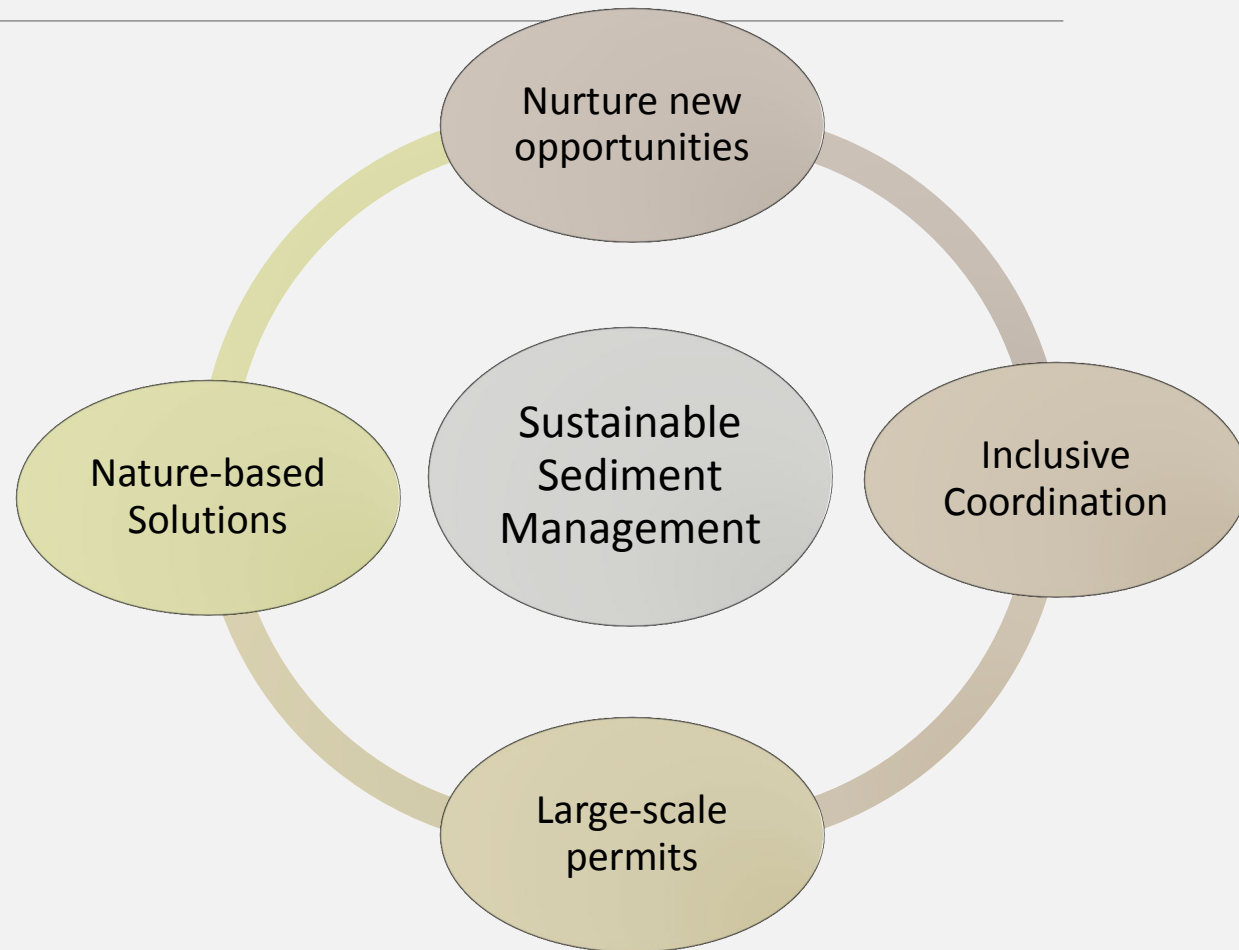 Nurture new
opportunities
Sustainable
Sediment
Management
Inclusive
Coordination
Nature-based
Solutions
Large-scale
permits